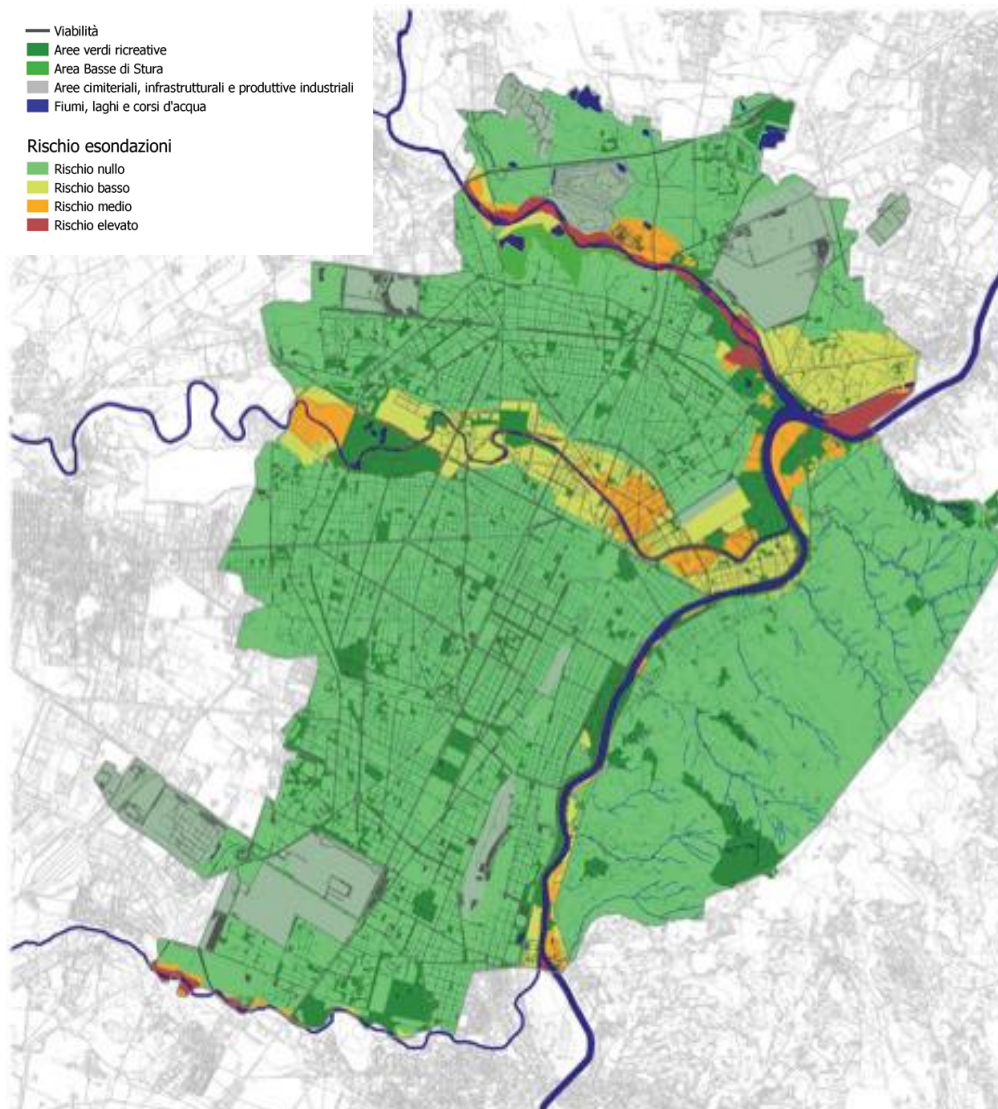 Viabilità
Aree verdi ricreative
Area Basse di Stura
Aree cimiteriali, infrastrutturali e produttive industriali
Fiumi, laghi e corsi d'acqua
Rischio esondazioni
Rischio nullo
Rischio basso
Rischio medio
Rischio elevato